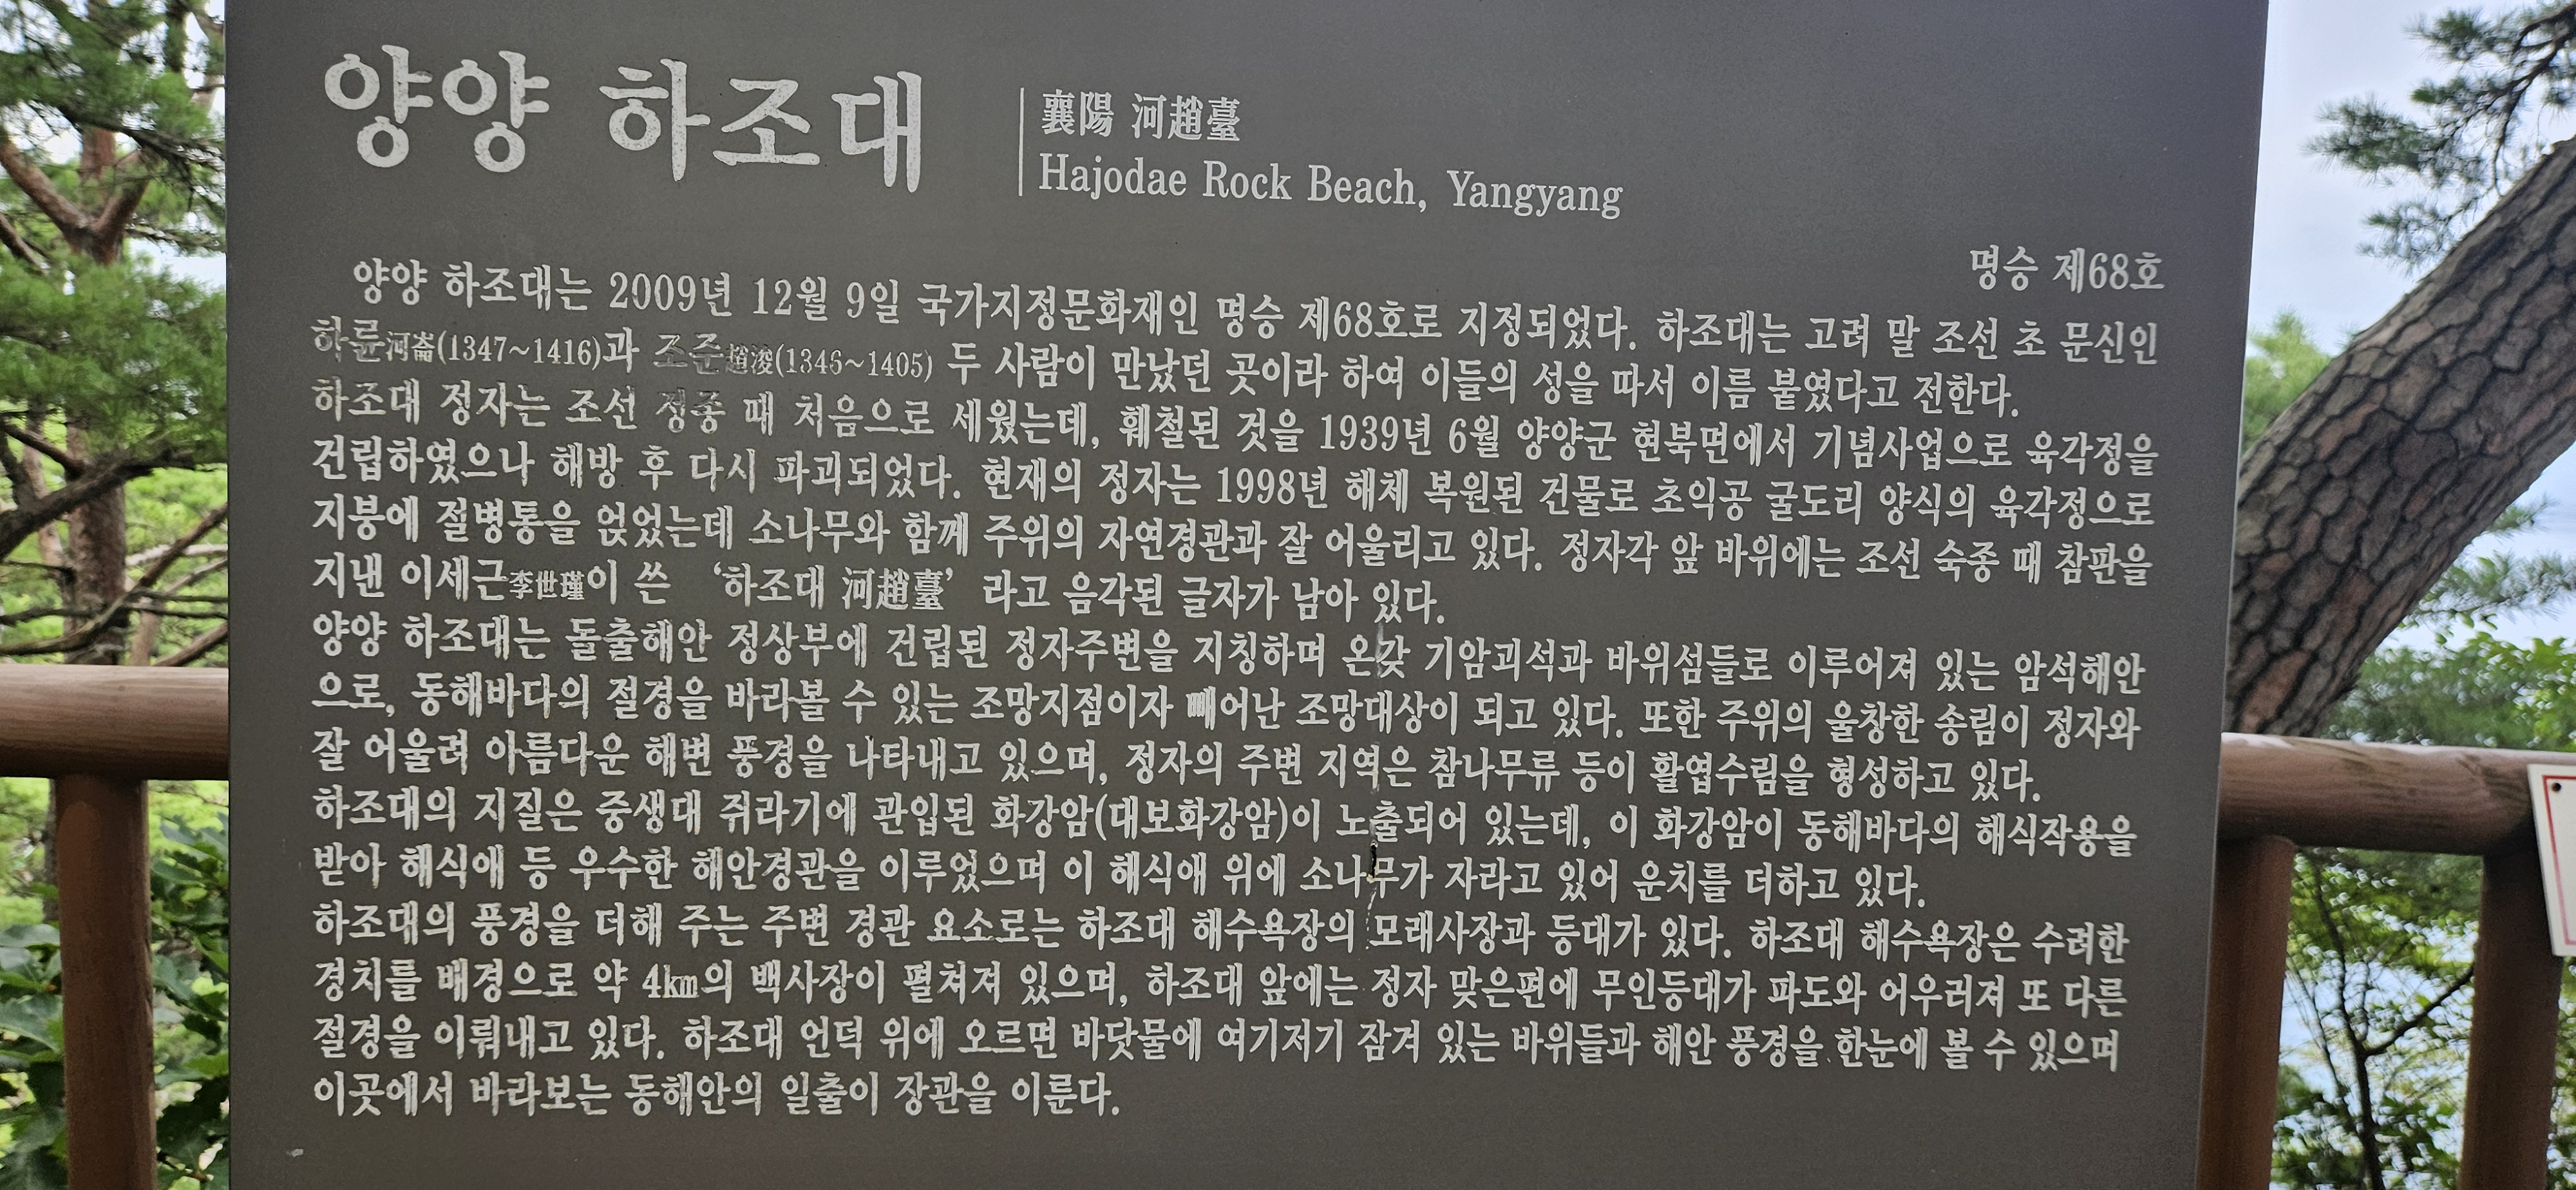 양양 하조대
襄陽 河趙臺
Hajodae Rock Beach, Yangyang
명승 제68호
양양 하조대는 2009년 12월 9일 국가지정문화재인 명승 제68호로 지정되었다. 하조대는 고려 말 조선 초 문신인
하륜河崙(1347~1416)과 조준趙浚(1346~1405) 두 사람이 만났던 곳이라 하여 이들의 성을 따서 이름 붙였다고 전한다.
하조대 정자는 조선 정종 때 처음으로 세웠는데, 훼철된 것을 1939년 6월 양양군 현북면에서 기념사업으로 육각정을
건립하였으나 해방 후 다시 파괴되었다. 현재의 정자는 1998년 해체 복원된 건물로 초익공 굴도리 양식의 육각정으로
지붕에 절병통을 얹었는데 소나무와 함께 주위의 자연경관과 잘 어울리고 있다. 정자각 앞 바위에는 조선 숙종 때 참판을
지낸 이세근李世瑾이 쓴 ‘하조대 河趙臺’ 라고 음각된 글자가 남아 있다.
양양 하조대는 돌출해안 정상부에 건립된 정자주변을 지칭하며 온갖 기암괴석과 바위섬들로 이루어져 있는 암석해안
으로, 동해바다의 절경을 바라볼 수 있는 조망지점이자 빼어난 조망대상이 되고 있다. 또한 주위의 울창한 송림이 정자와
잘 어울려 아름다운 해변 풍경을 나타내고 있으며, 정자의 주변 지역은 참나무류 등이 활엽수림을 형성하고 있다.
하조대의 지질은 중생대 쥐라기에 관입된 화강암(대보화강암)이 노출되어 있는데, 이 화강암이 동해바다의 해식작용을
받아 해식애 등 우수한 해안경관을 이루었으며 이 해식애 위에 소나무가 자라고 있어 운치를 더하고 있다.
하조대의 풍경을 더해 주는 주변 경관 요소로는 하조대 해수욕장의 모래사장과 등대가 있다. 하조대 해수욕장은 수려한
경치를 배경으로 약 4㎞의 백사장이 펼쳐져 있으며, 하조대 앞에는 정자 맞은편에 무인등대가 파도와 어우러져 또 다른
절경을 이뤄내고 있다. 하조대 언덕 위에 오르면 바닷물에 여기저기 잠겨 있는 바위들과 해안 풍경을 한눈에 볼 수 있으며
이곳에서 바라보는 동해안의 일출이 장관을 이룬다.